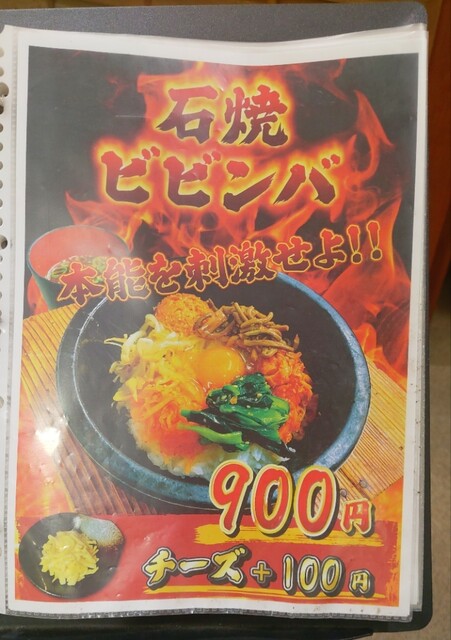 石焼
ビビンバ
本能を刺激せよ!!
900円
チーズ+100円